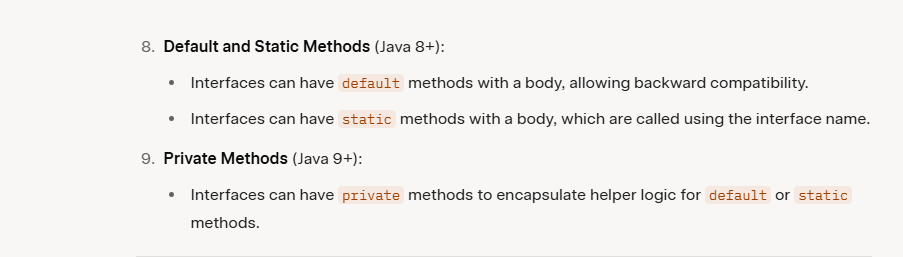 8. Default and Static Methods (Java 8+):
• Interfaces can have default methods with a body, allowing backward compatibility.
• Interfaces can have static methods with a body, which are called using the interface name.
9. Private Methods (Java 9+):
• Interfaces can have private methods to encapsulate helper logic for default or static
methods.